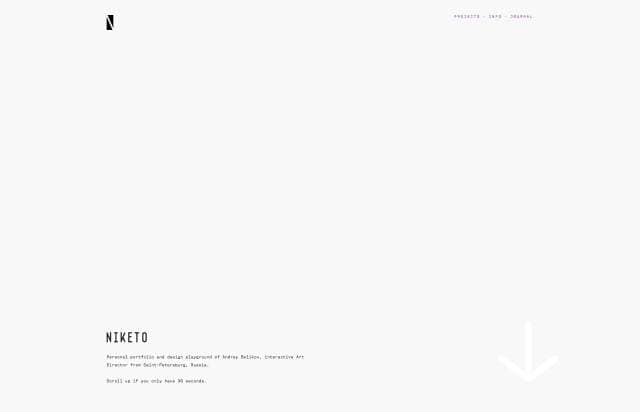 N
PROJECTS - INFO - JOURNAL
NIKETO
Personal portfolio and design playground of Andrey Belikov, Interactive Art
Director from Saint-Petersburg, Russia.
Scroll up if you only have 30 seconds.